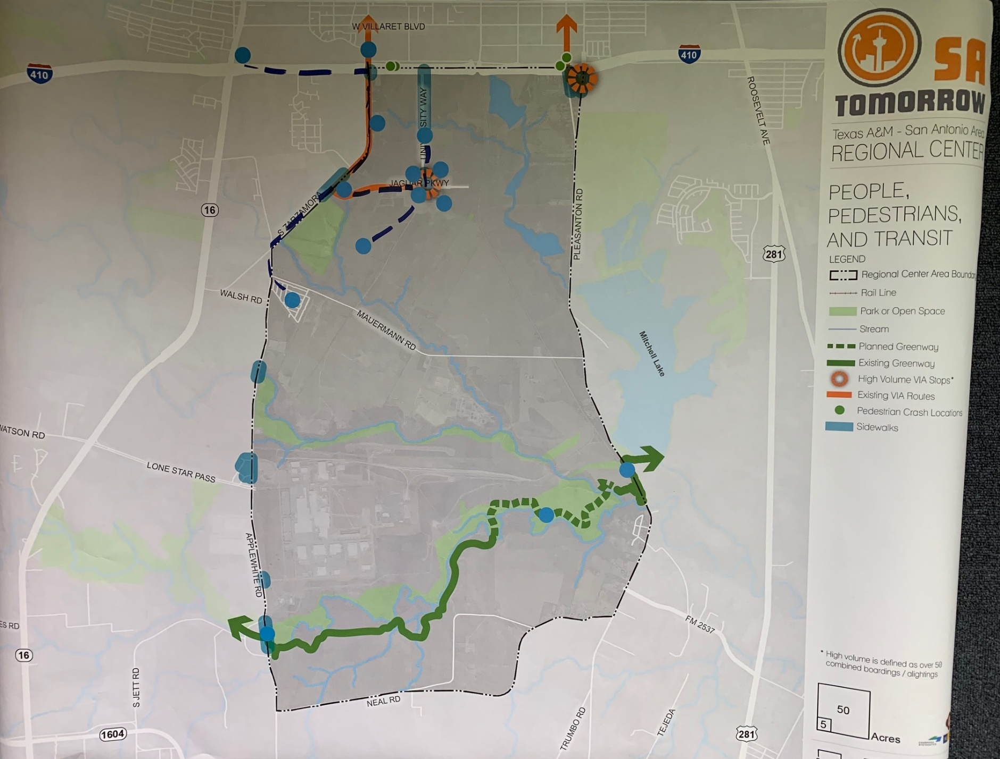 W VILLARET BLVD
410
410
ROOSEVELT AVE
SITY WAY
UNI
JAGUAR PKWY
16
S ZARZAMORA
PLEASANTON RD
281
WALSH RD
MAUERMANN RD
Mitchell Lake
WATSON RD
LONE STAR PASS
APPLEWHITE RD
ES RD
16
S JETT RD
FM 2537
NEAL RD
TRUMBO RD
TEJEDA
1604
281
SA
TOMORROW
Texas A&M - San Antonio Area
REGIONAL CENTER
PEOPLE,
PEDESTRIANS,
AND TRANSIT
LEGEND
Regional Center Area Boundar
Rail Line
Park or Open Space
Stream
Planned Greenway
Existing Greenway
High Volume VIA Stops*
Existing VIA Routes
Pedestrian Crash Locations
Sidewalks
* High volume is defined as over 50
combined boardings / alightings
50
5
Acres